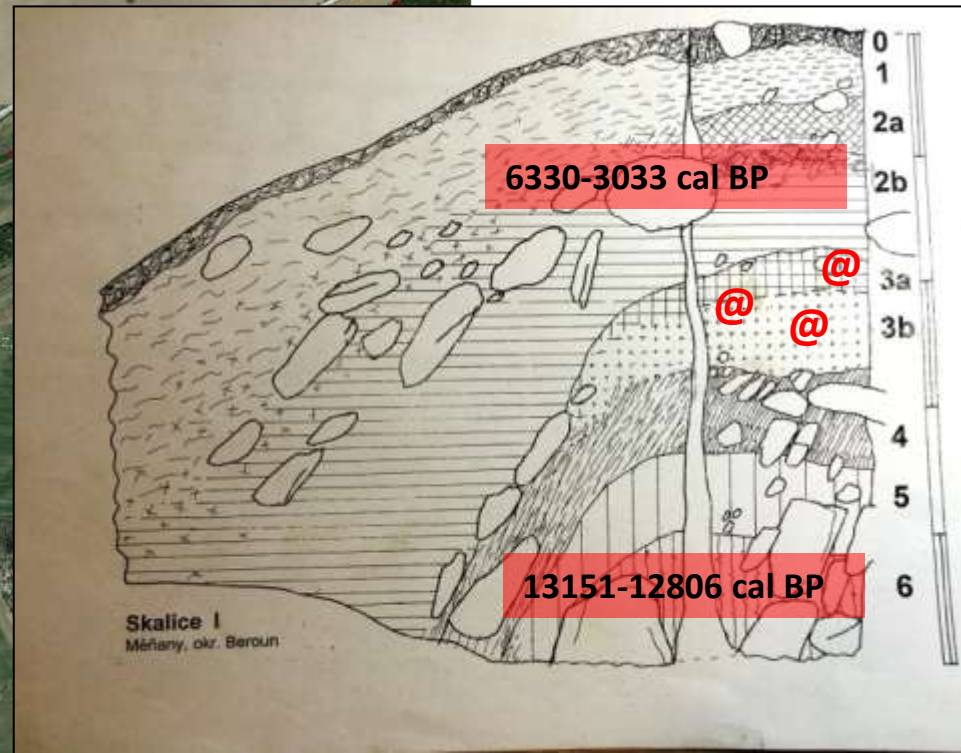 0
1
2a
6330-3033 cal BP
2b
@
3a
@
@
3b
4
5
13151-12806 cal BP
6
Skalice I
Měňany, okr. Beroun